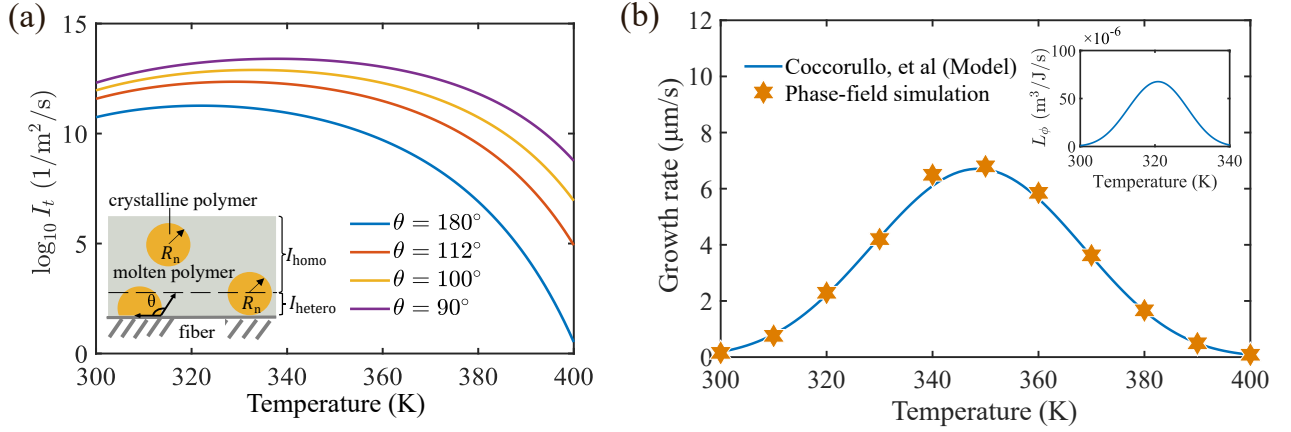 (a)
15
10
5
0
log₁₀ Iₜ (1/m²/s)
crystalline polymer
Rₙ
molten polymer
θ
Rₙ
fiber
I_homo
I_hetero
θ = 180°
θ = 112°
θ = 100°
θ = 90°
300 320 340 360 380 400
Temperature (K)
(b)
12
10
8
6
4
2
0
Growth rate (μm/s)
Coccorullo, et al (Model)
Phase-field simulation
×10⁻⁶
100
50
0
L_ϕ (m³/J/s)
300 320 340
Temperature (K)
300 320 340 360 380 400
Temperature (K)